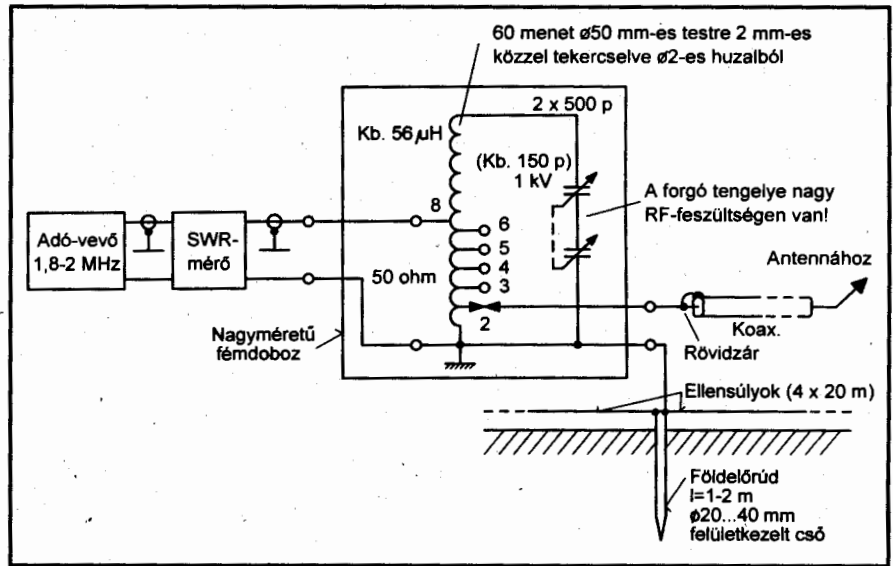 60 menet ø50 mm-es testre 2 mm-es
közzel tekercselve ø2-es huzalból
2 x 500 p
Kb. 56 µH
(Kb. 150 p)
1 kV
A forgó tengelye nagy
RF-feszültségen van!
8
6
5
4
3
2
Adó-vevő
1,8-2 MHz
SWR-
mérő
50 ohm
Antennához
Koax.
Rövidzár
Nagyméretű
fémdoboz
Ellensúlyok (4 x 20 m)
Földelőrúd
l=1-2 m
ø20...40 mm
felületkezelt cső